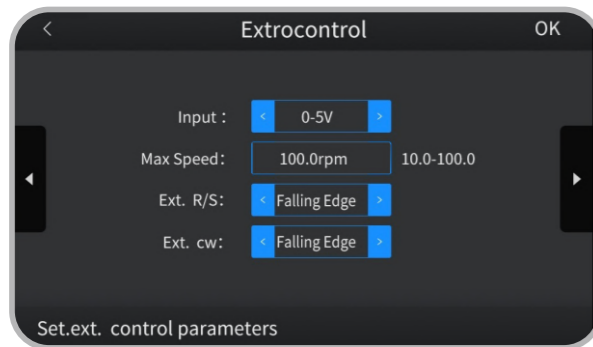 < Extrocontrol OK
Input : < 0-5V >
Max Speed: 100.0rpm 10.0-100.0
Ext. R/S: < Falling Edge >
Ext. cw: < Falling Edge >
Set.ext. control parameters